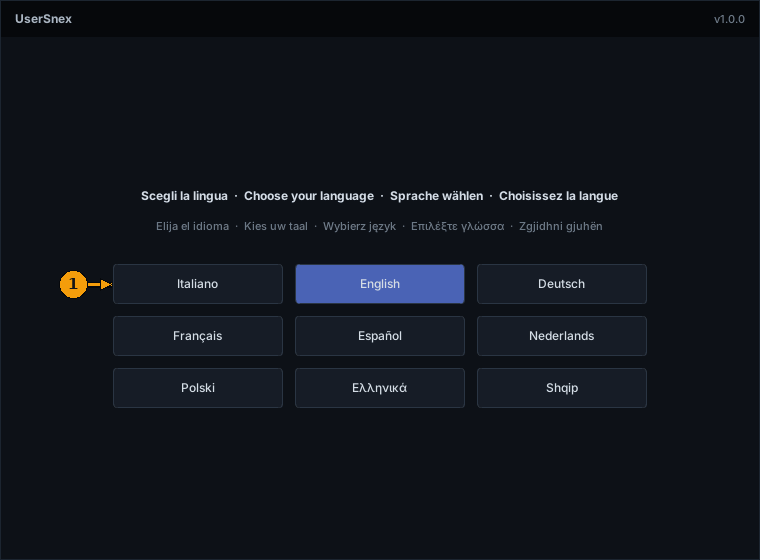 UserSnex
v1.0.0
Scegli la lingua · Choose your language · Sprache wählen · Choisissez la langue
Elija el idioma · Kies uw taal · Wybierz język · Επιλέξτε γλώσσα · Zgjidhni gjuhën
1
Italiano
English
Deutsch
Français
Español
Nederlands
Polski
Ελληνικά
Shqip